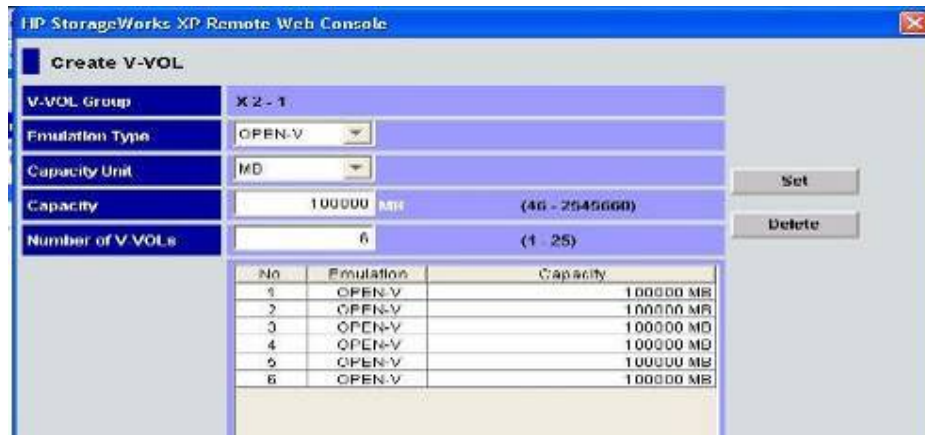 HP StorageWorks XP Remote Web Console
Create V-VOL
V-VOL Group X 2 - 1
Emulation Type OPEN-V
Capacity Unit MB
Set
Capacity 100000 MB (46 - 2545660)
Delete
Number of V-VOLs 6 (1 - 25)
No Emulation Capacity
1 OPEN-V 100000 MB
2 OPEN-V 100000 MB
3 OPEN-V 100000 MB
4 OPEN-V 100000 MB
5 OPEN-V 100000 MB
6 OPEN-V 100000 MB